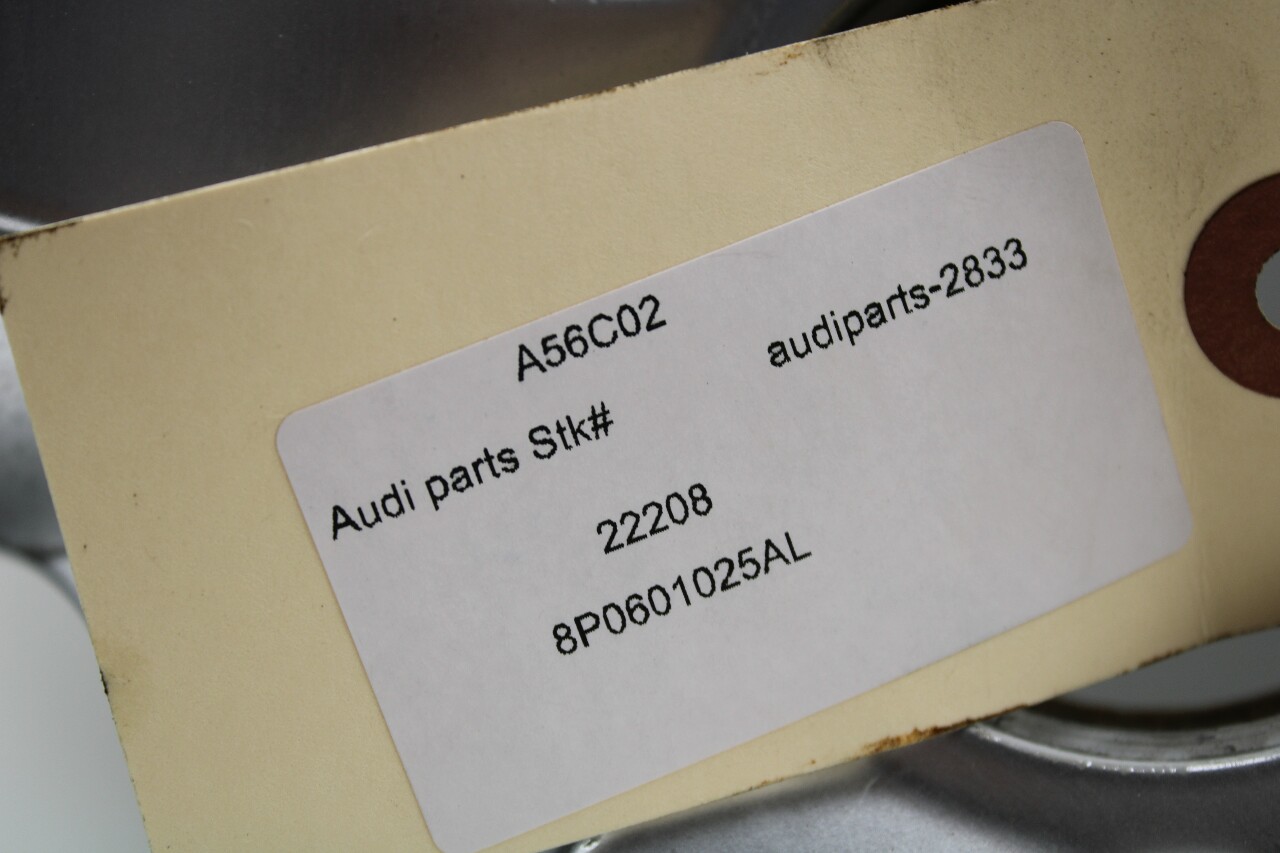 A56C02
audiparts-2833
Audi parts Stk#
22208
8P0601025AL